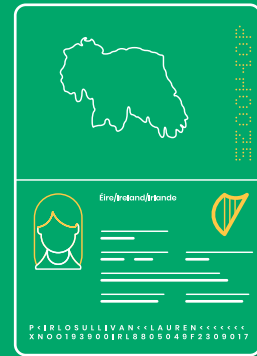 Éire/Ireland/Irlande
P<IRLOSULLIVAN<<LAUREN<<<<<<<
XN00193900IRL8805049F2309017